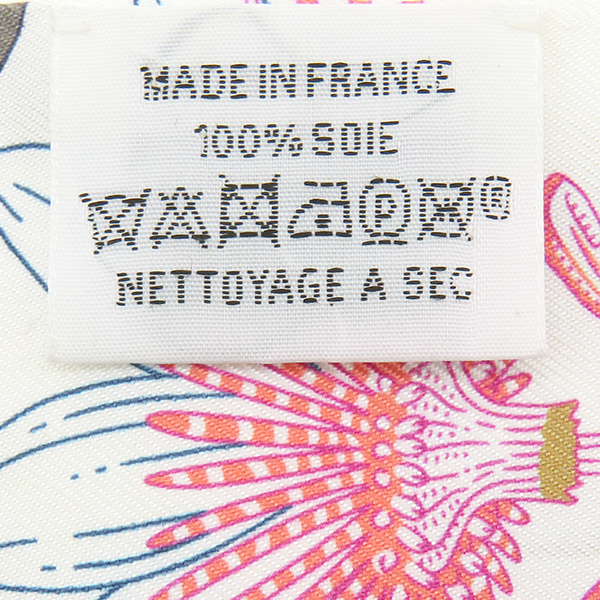 MADE IN FRANCE
100% SOIE
P ®
NETTOYAGE A SEC